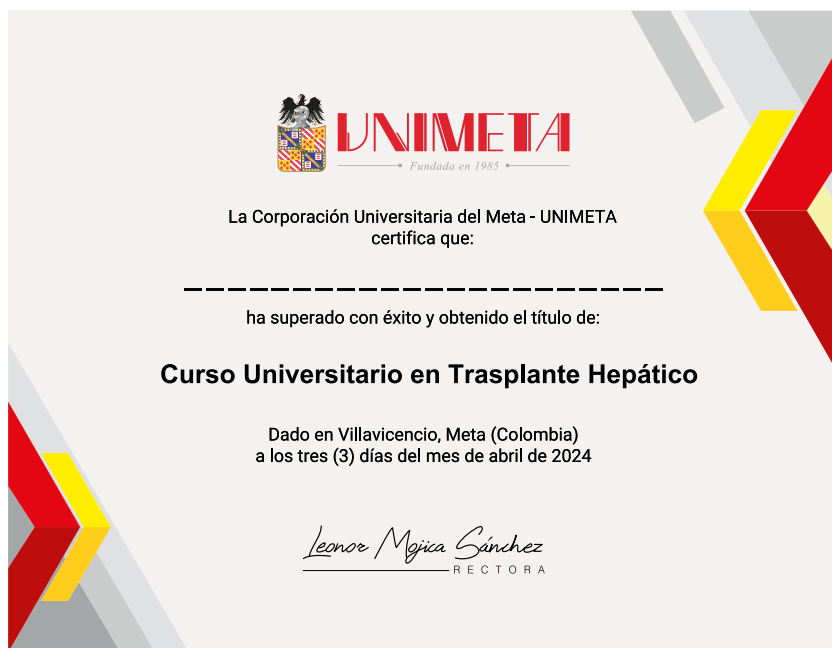 UNIMETA
Fundada en 1985
La Corporación Universitaria del Meta - UNIMETA
certifica que:
ha superado con éxito y obtenido el título de:
Curso Universitario en Trasplante Hepático
Dado en Villavicencio, Meta (Colombia)
a los tres (3) días del mes de abril de 2024
Leonor Mojica Sánchez
RECTORA